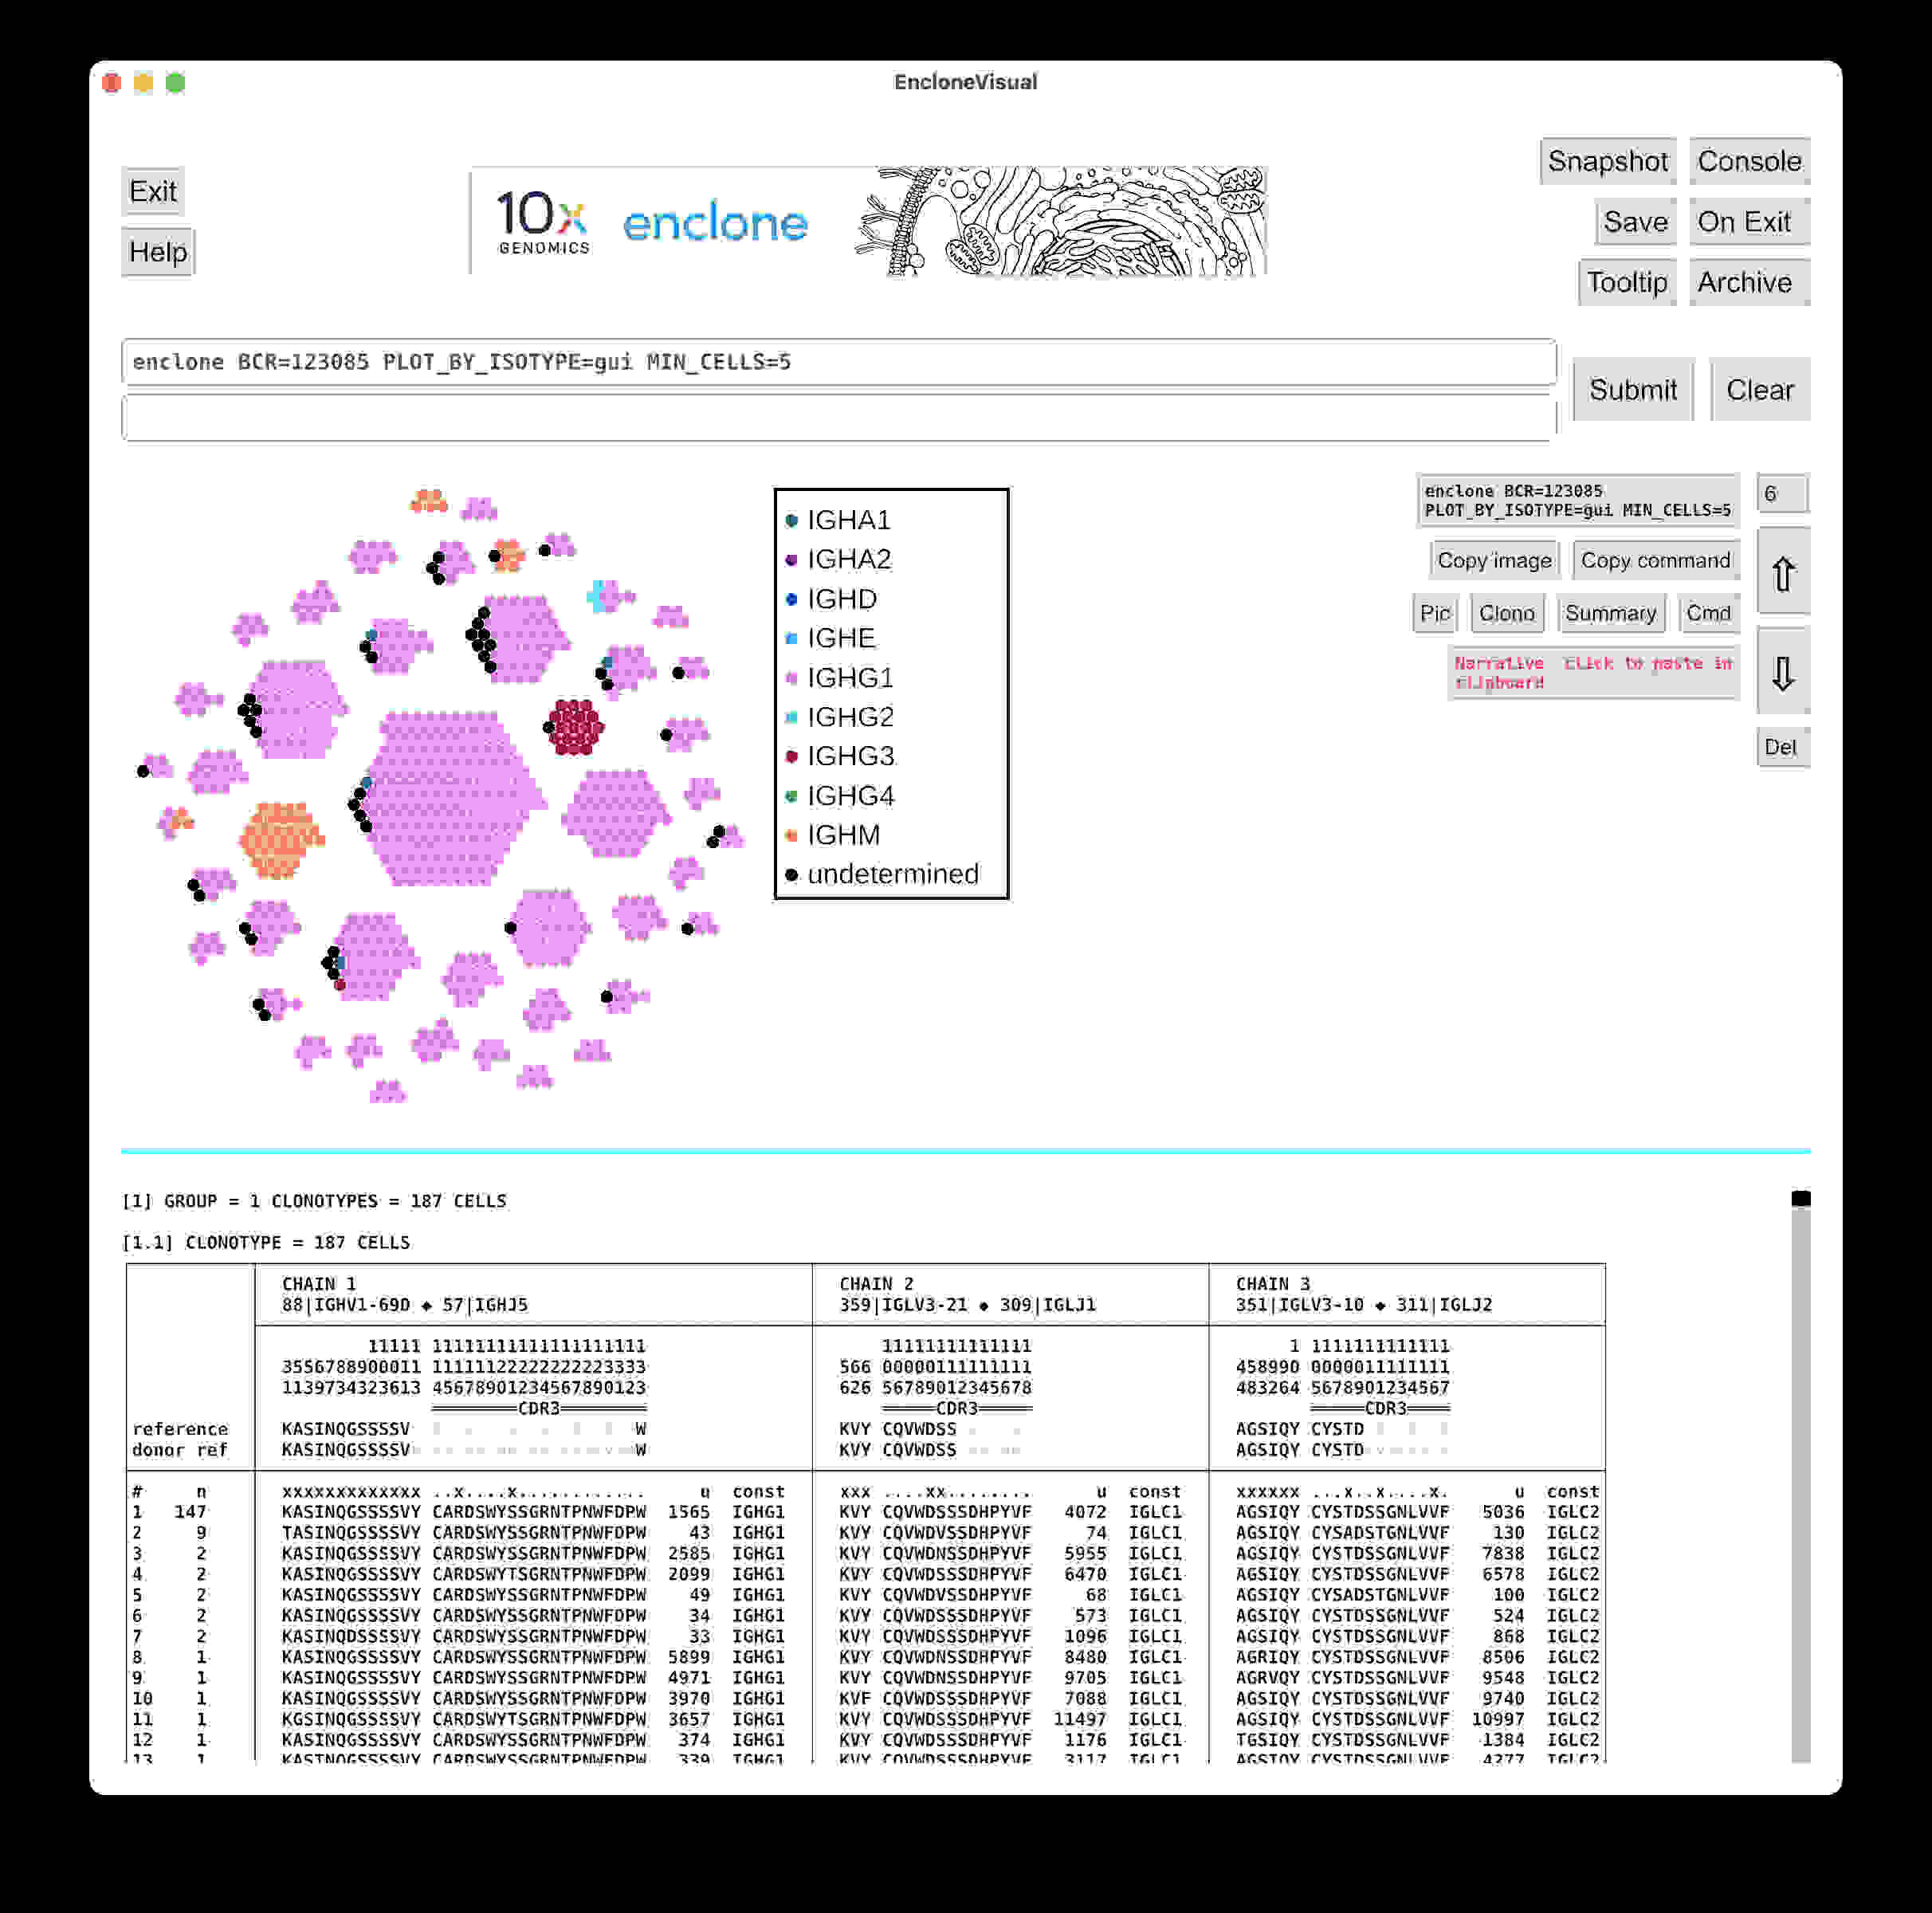 EncloneVisual
Exit
Help
10x
GENOMICS
enclone
Snapshot
Console
Save
On Exit
Tooltip
Archive
enclone BCR=123085 PLOT_BY_ISOTYPE=gui MIN_CELLS=5
Submit
Clear
IGHA1
IGHA2
IGHD
IGHE
IGHG1
IGHG2
IGHG3
IGHG4
IGHM
undetermined
enclone BCR=123085
PLOT_BY_ISOTYPE=gui MIN_CELLS=5
6
Copy image
Copy command
⇧
Pic
Clono
Summary
Cmd
Narrative click to paste in
clipboard
⇩
Del
[1] GROUP = 1 CLONOTYPES = 187 CELLS
[1.1] CLONOTYPE = 187 CELLS
CHAIN 1 CHAIN 2 CHAIN 3
88|IGHV1-69D ◆ 57|IGHJ5 359|IGLV3-21 ◆ 309|IGLJ1 351|IGLV3-10 ◆ 311|IGLJ2
11111 11111111111111111111 11111111111111 1 1111111111111
3556788900011 11111122222222223333 566 00000111111111 458990 0000011111111
1139734323613 45678901234567890123 626 56789012345678 483264 5678901234567
CDR3 CDR3 CDR3
reference KASINQGSSSSV W KVY CQVWDSS AGSIQY CYSTD
donor ref KASINQGSSSSV W KVY CQVWDSS AGSIQY CYSTD
# n xxxxxxxxxxxxx ..x....x............ u const xxx ....xx........ u const xxxxxx ...x..x....x. u const
1 147 KASINQGSSSSVY CARDSWYSSGRNTPNWFDPW 1565 IGHG1 KVY CQVWDSSSDHPYVF 4072 IGLC1 AGSIQY CYSTDSSGNLVVF 5036 IGLC2
2 9 TASINQGSSSSVY CARDSWYSSGRNTPNWFDPW 43 IGHG1 KVY CQVWDVSSDHPYVF 74 IGLC1 AGSIQY CYSADSTGNLVVF 130 IGLC2
3 2 KASINQGSSSSVY CARDSWYSSGRNTPNWFDPW 2585 IGHG1 KVY CQVWDNSSDHPYVF 5955 IGLC1 AGSIQY CYSTDSSGNLVVF 7838 IGLC2
4 2 KASINQGSSSSVY CARDSWYTSGRNTPNWFDPW 2099 IGHG1 KVY CQVWDSSSDHPYVF 6470 IGLC1 AGSIQY CYSTDSSGNLVVF 6578 IGLC2
5 2 KASINQGSSSSVY CARDSWYSSGRNTPNWFDPW 49 IGHG1 KVY CQVWDVSSDHPYVF 68 IGLC1 AGSIQY CYSADSTGNLVVF 100 IGLC2
6 2 KASINQGSSSSVY CARDSWYSSGRNTPNWFDPW 34 IGHG1 KVY CQVWDSSSDHPYVF 573 IGLC1 AGSIQY CYSTDSSGNLVVF 524 IGLC2
7 2 KASINQDSSSSVY CARDSWYSSGRNTPNWFDPW 33 IGHG1 KVY CQVWDSSSDHPYVF 1096 IGLC1 AGSIQY CYSTDSSGNLVVF 868 IGLC2
8 1 KASINQGSSSSVY CARDSWYSSGRNTPNWFDPW 5899 IGHG1 KVY CQVWDNSSDHPYVF 8480 IGLC1 AGRIQY CYSTDSSGNLVVF 8506 IGLC2
9 1 KASINQGSSSSVY CARDSWYSSGRNTPNWFDPW 4971 IGHG1 KVY CQVWDNSSDHPYVF 9705 IGLC1 AGRVQY CYSTDSSGNLVVF 9548 IGLC2
10 1 KASINQGSSSSVY CARDSWYSSGRNTPNWFDPW 3970 IGHG1 KVF CQVWDSSSDHPYVF 7088 IGLC1 AGSIQY CYSTDSSGNLVVF 9740 IGLC2
11 1 KGSINQGSSSSVY CARDSWYTSGRNTPNWFDPW 3657 IGHG1 KVY CQVWDSSSDHPYVF 11497 IGLC1 AGSIQY CYSTDSSGNLVVF 10997 IGLC2
12 1 KASINQGSSSSVY CARDSWYSSGRNTPNWFDPW 374 IGHG1 KVY CQVWDSSSDHPYVF 1176 IGLC1 TGSIQY CYSTDSSGNLVVF 1384 IGLC2
13 1 KASINQGSSSSVY CARDSWYSSGRNTPNWFDPW 339 IGHG1 KVY CQVWDSSSDHPYVF 3117 IGLC1 AGSIQY CYSTDSSGNLVVF 4277 IGLC2